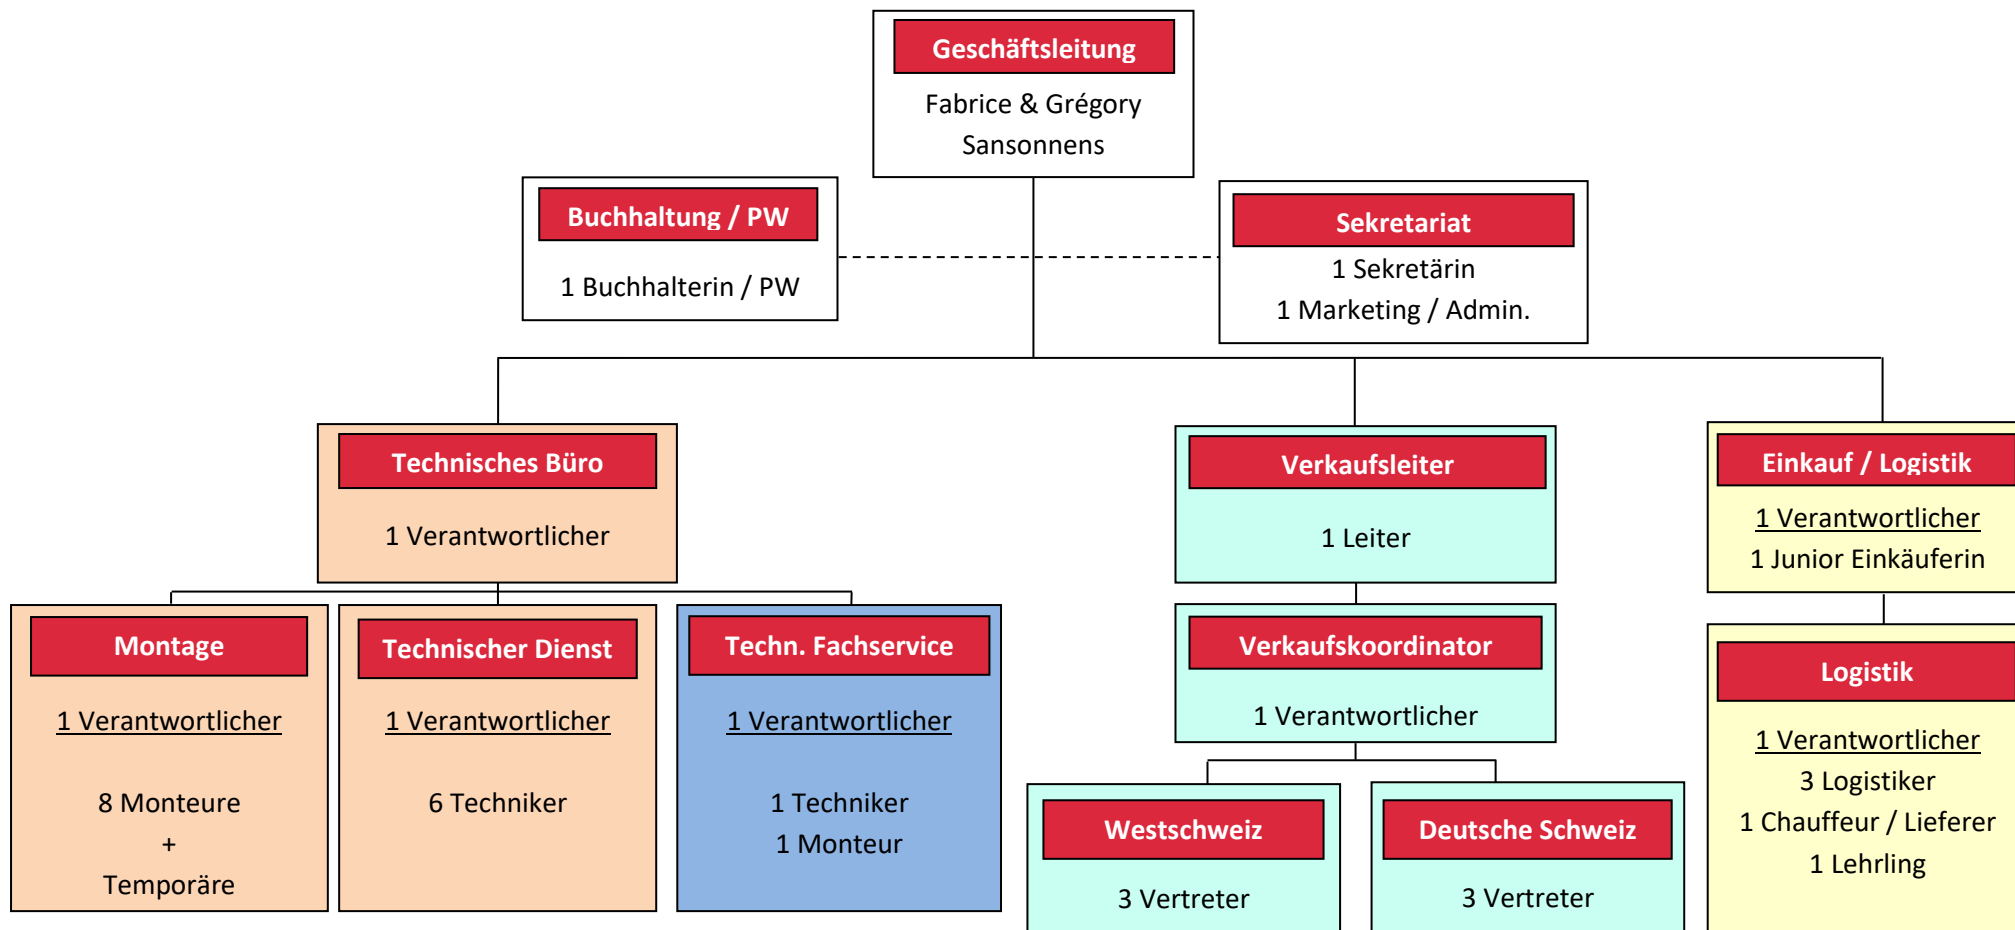 Geschäftsleitung
Fabrice & Grégory
Sansonnens
Buchhaltung / PW
1 Buchhalterin / PW
Sekretariat
1 Sekretärin
1 Marketing / Admin.
Technisches Büro
1 Verantwortlicher
Verkaufsleiter
1 Leiter
Einkauf / Logistik
1 Verantwortlicher
1 Junior Einkäuferin
Montage
1 Verantwortlicher
8 Monteure
+
Temporäre
Technischer Dienst
1 Verantwortlicher
6 Techniker
Techn. Fachservice
1 Verantwortlicher
1 Techniker
1 Monteur
Verkaufskoordinator
1 Verantwortlicher
Westschweiz
3 Vertreter
Deutsche Schweiz
3 Vertreter
Logistik
1 Verantwortlicher
3 Logistiker
1 Chauffeur / Lieferer
1 Lehrling